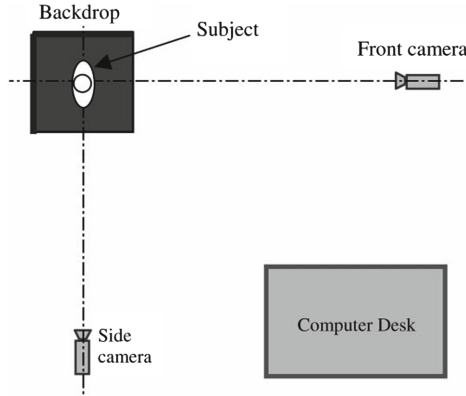 Backdrop
Subject
Front camera
Side
camera
Computer Desk